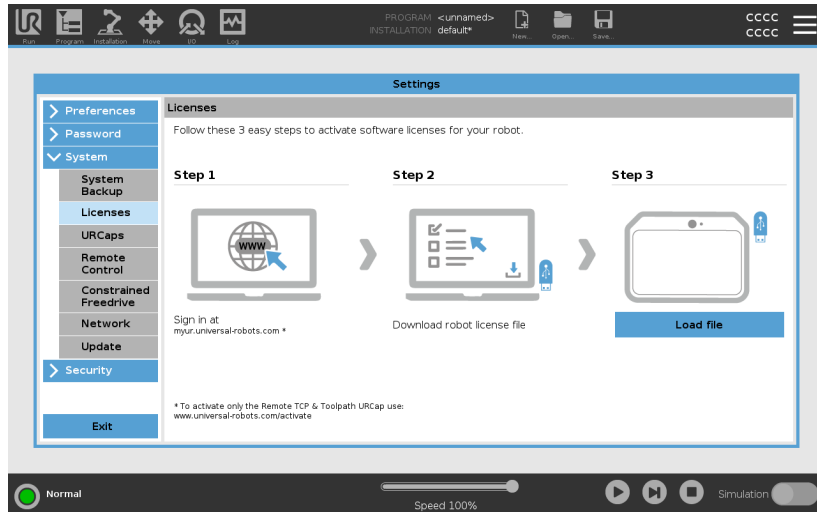 PROGRAM <unnamed>
INSTALLATION default*
Run
Program
Installation
Move
I/O
Log
New...
Open...
Save...
CCCC
CCCC
Settings
Preferences
Password
System
System
Backup
Licenses
URCaps
Remote
Control
Constrained
Freedrive
Network
Update
Security
Exit
Licenses
Follow these 3 easy steps to activate software licenses for your robot.
Step 1
WWW
Sign in at
myur.universal-robots.com *
Step 2
Download robot license file
Step 3
Load file
* To activate only the Remote TCP & Toolpath URCap use:
www.universal-robots.com/activate
Normal
Speed 100%
Simulation